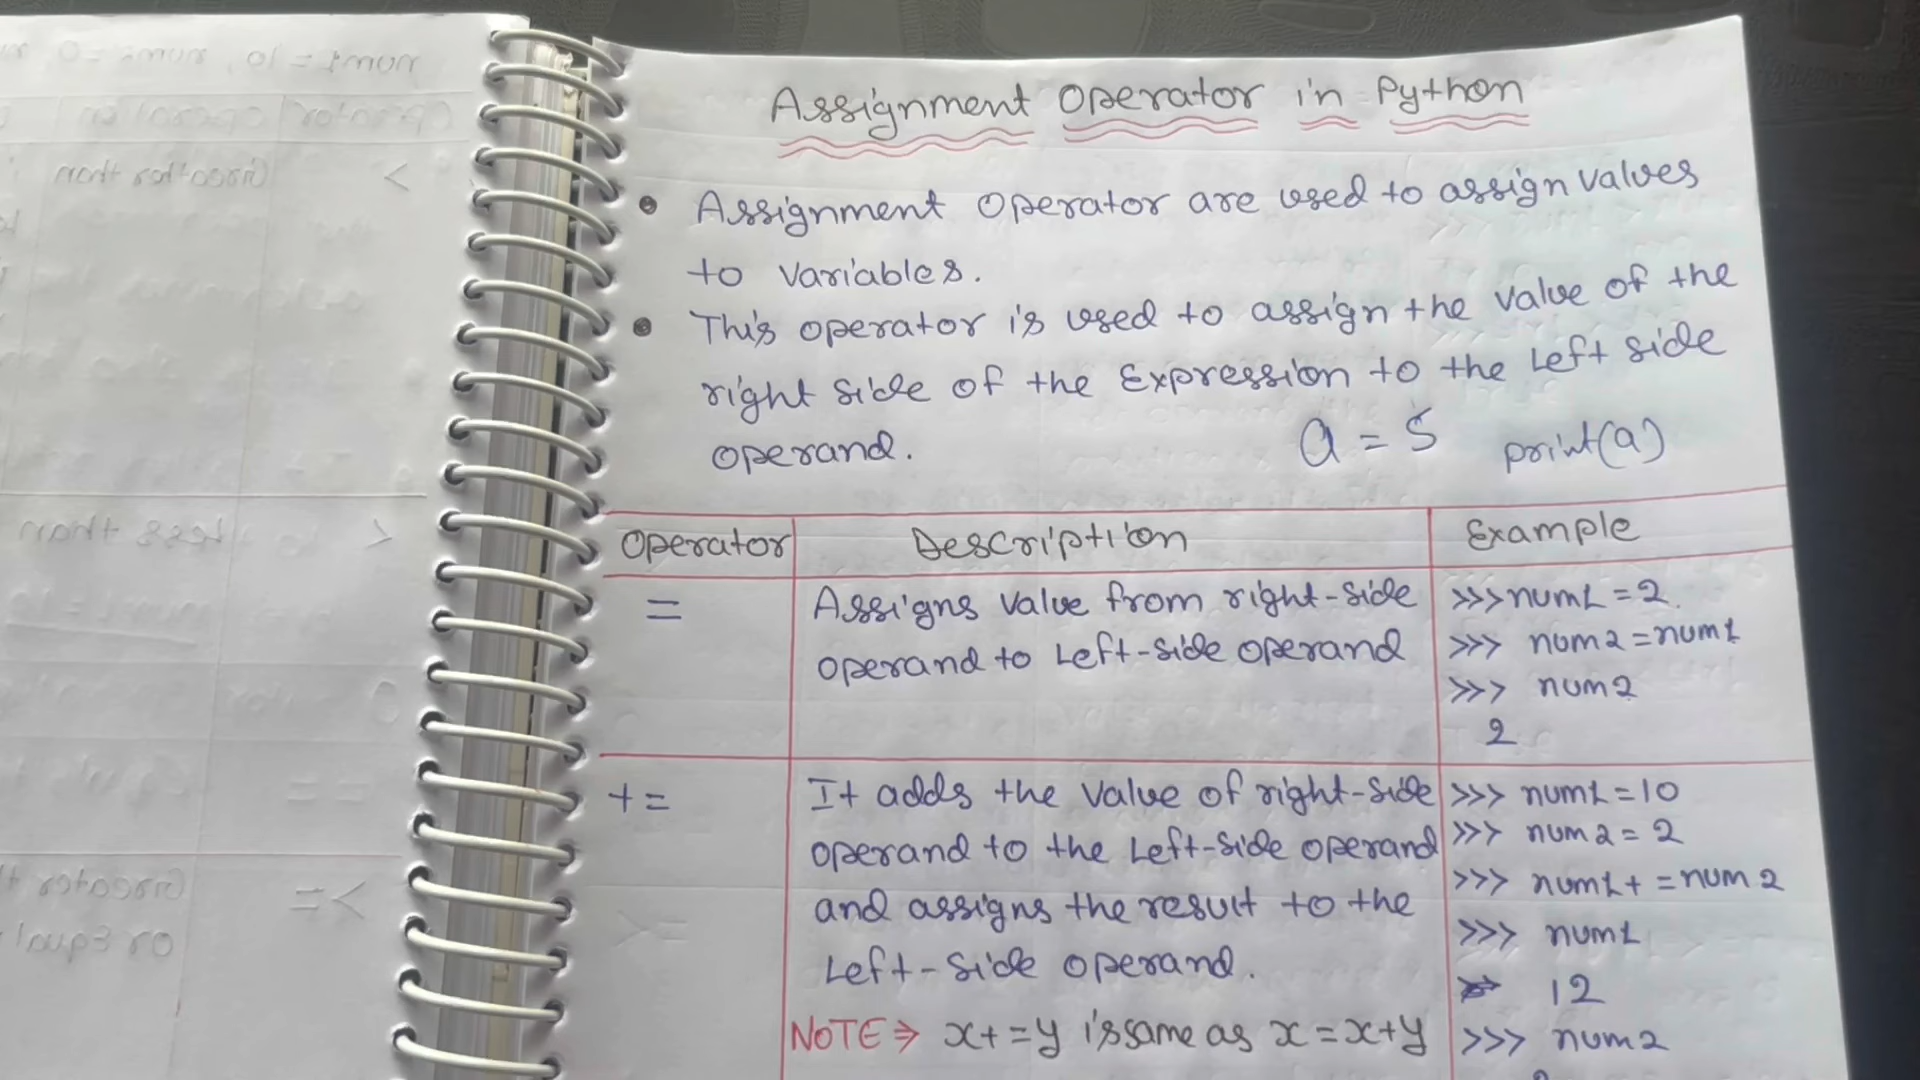 Assignment Operator in Python
• Assignment Operator are used to assign values
to variables.
• This operator is used to assign the value of the
right side of the Expression to the Left side
operand.
a = 5 print(a)
Operator Description Example
= Assigns value from right-side
operand to Left-side operand
>>> num1 = 2
>>> num2 = num1
>>> num2
2
+= It adds the value of right-side
operand to the Left-side operand
and assigns the result to the
Left-side operand.
NOTE ⇒ x+=y is same as x=x+y
>>> num1 = 10
>>> num2 = 2
>>> num1+ = num2
>>> num1
12
>>> num2